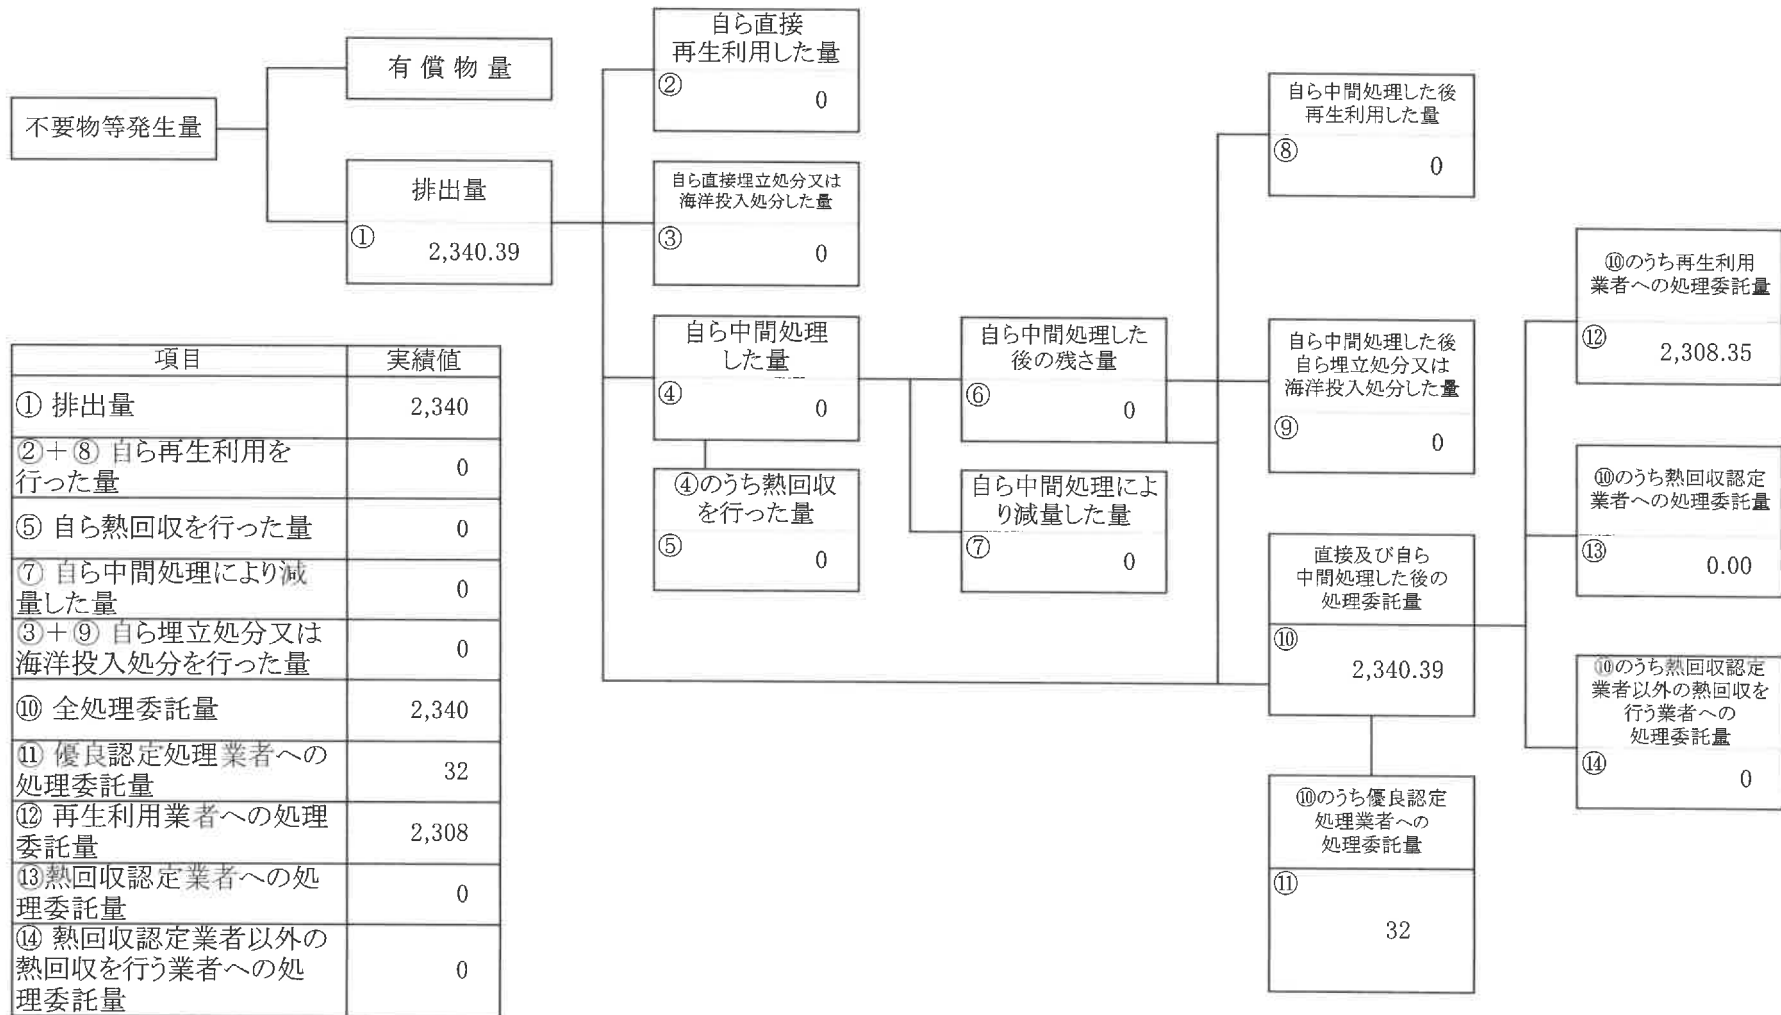 不要物等発生量
有償物量
排出量
①
2,340.39
自ら直接
再生利用した量
②
0
自ら直接埋立処分又は
海洋投入処分した量
③
0
自ら中間処理
した量
④
0
④のうち熱回収
を行った量
⑤
0
自ら中間処理した
後の残さ量
⑥
0
自ら中間処理によ
り減量した量
⑦
0
自ら中間処理した後
再生利用した量
⑧
0
自ら中間処理した後
自ら埋立処分又は
海洋投入処分した量
⑨
0
直接及び自ら
中間処理した後の
処理委託量
⑩
2,340.39
⑩のうち優良認定
処理業者への
処理委託量
⑪
32
⑩のうち再生利用
業者への処理委託量
⑫
2,308.35
⑩のうち熱回収認定
業者への処理委託量
⑬
0.00
⑩のうち熱回収認定
業者以外の熱回収を
行う業者への
処理委託量
⑭
0
項目 実績値
① 排出量 2,340
②+⑧ 自ら再生利用を
行った量 0
⑤ 自ら熱回収を行った量 0
⑦ 自ら中間処理により減
量した量 0
③+⑨ 自ら埋立処分又は
海洋投入処分を行った量 0
⑩ 全処理委託量 2,340
⑪ 優良認定処理業者への
処理委託量 32
⑫ 再生利用業者への処理
委託量 2,308
⑬熱回収認定業者への処
理委託量 0
⑭ 熱回収認定業者以外の
熱回収を行う業者への処
理委託量 0